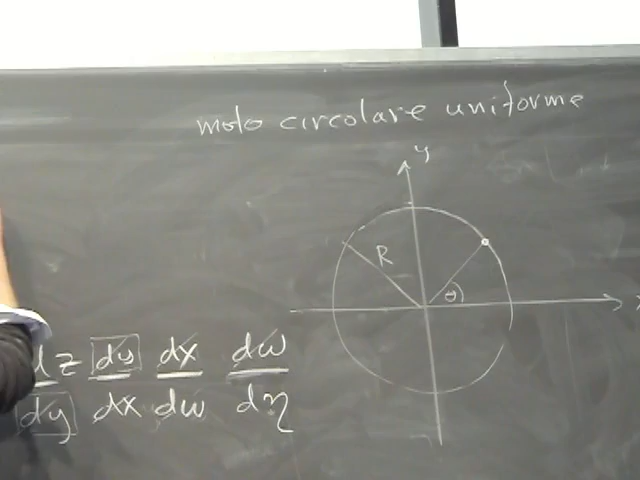 moto circolare uniforme
y
R
θ
x
dz dy dx dω
dy dx dω dη